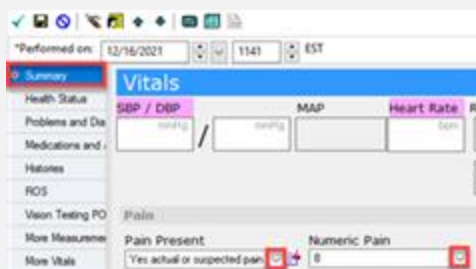 *Performed on: 12/16/2021 1141 EST
Summary
Vitals
Health Status
SBP / DBP MAP Heart Rate R
mmHg / mmHg bpm
Problems and Dia
Medications and
Histories
ROS
Vision Testing PO
Pain
More Measureme
Pain Present Numeric Pain
More Vitals
Yes actual or suspected pain 8